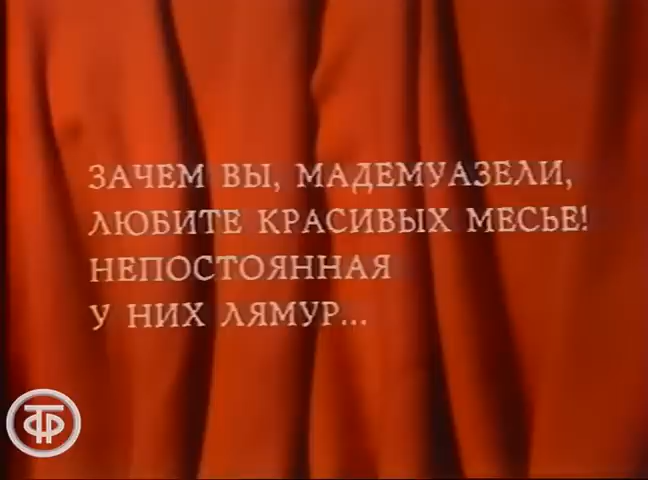 ЗАЧЕМ ВЫ, МАДЕМУАЗЕЛИ,
ЛЮБИТЕ КРАСИВЫХ МЕСЬЕ!
НЕПОСТОЯННАЯ
У НИХ ЛЯМУР...